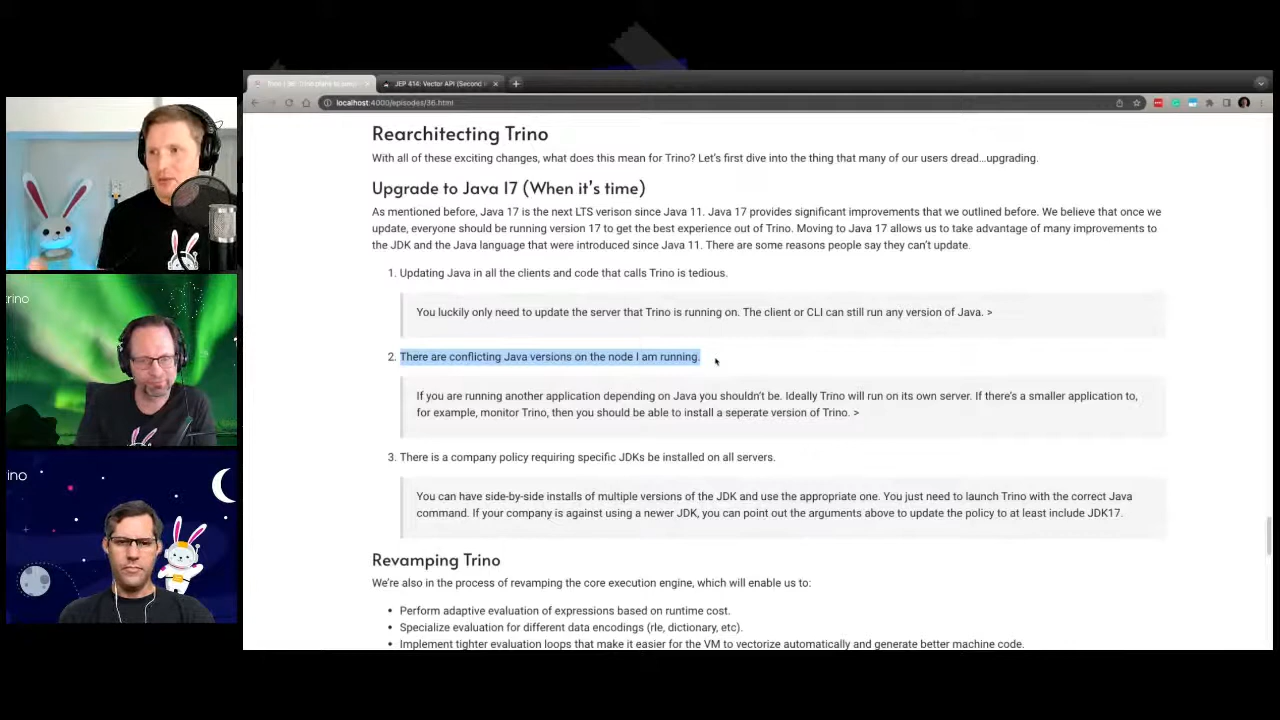 JEP 414: Vector API (Second
localhost:4000/episodes/36.html
Rearchitecting Trino
With all of these exciting changes, what does this mean for Trino? Let's first dive into the thing that many of our users dread...upgrading.
Upgrade to Java 17 (When it's time)
As mentioned before, Java 17 is the next LTS verison since Java 11. Java 17 provides significant improvements that we outlined before. We believe that once we
update, everyone should be running version 17 to get the best experience out of Trino. Moving to Java 17 allows us to take advantage of many improvements to
the JDK and the Java language that were introduced since Java 11. There are some reasons people say they can't update.
1. Updating Java in all the clients and code that calls Trino is tedious.
You luckily only need to update the server that Trino is running on. The client or CLI can still run any version of Java. >
2. There are conflicting Java versions on the node I am running.
If you are running another application depending on Java you shouldn't be. Ideally Trino will run on its own server. If there's a smaller application to,
for example, monitor Trino, then you should be able to install a seperate version of Trino. >
3. There is a company policy requiring specific JDKs be installed on all servers.
You can have side-by-side installs of multiple versions of the JDK and use the appropriate one. You just need to launch Trino with the correct Java
command. If your company is against using a newer JDK, you can point out the arguments above to update the policy to at least include JDK17.
Revamping Trino
We're also in the process of revamping the core execution engine, which will enable us to:
• Perform adaptive evaluation of expressions based on runtime cost.
• Specialize evaluation for different data encodings (rle, dictionary, etc).
• Implement tighter evaluation loops that make it easier for the VM to vectorize automatically and generate better machine code.
rino
ino